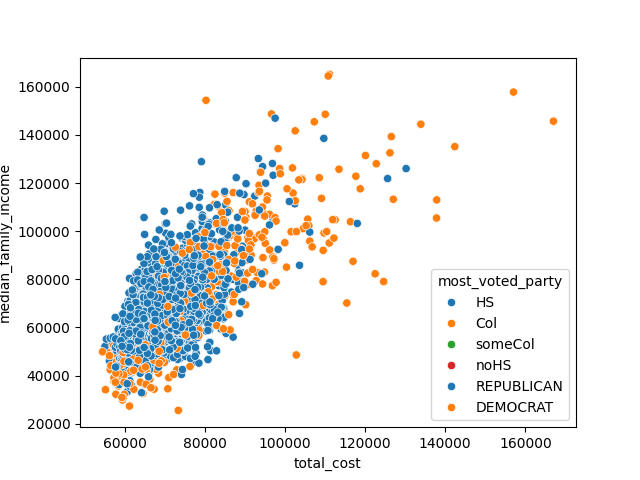 160000
140000
120000
100000
80000
60000
40000
20000
median_family_income
60000 80000 100000 120000 140000 160000
total_cost
most_voted_party
HS
Col
someCol
noHS
REPUBLICAN
DEMOCRAT